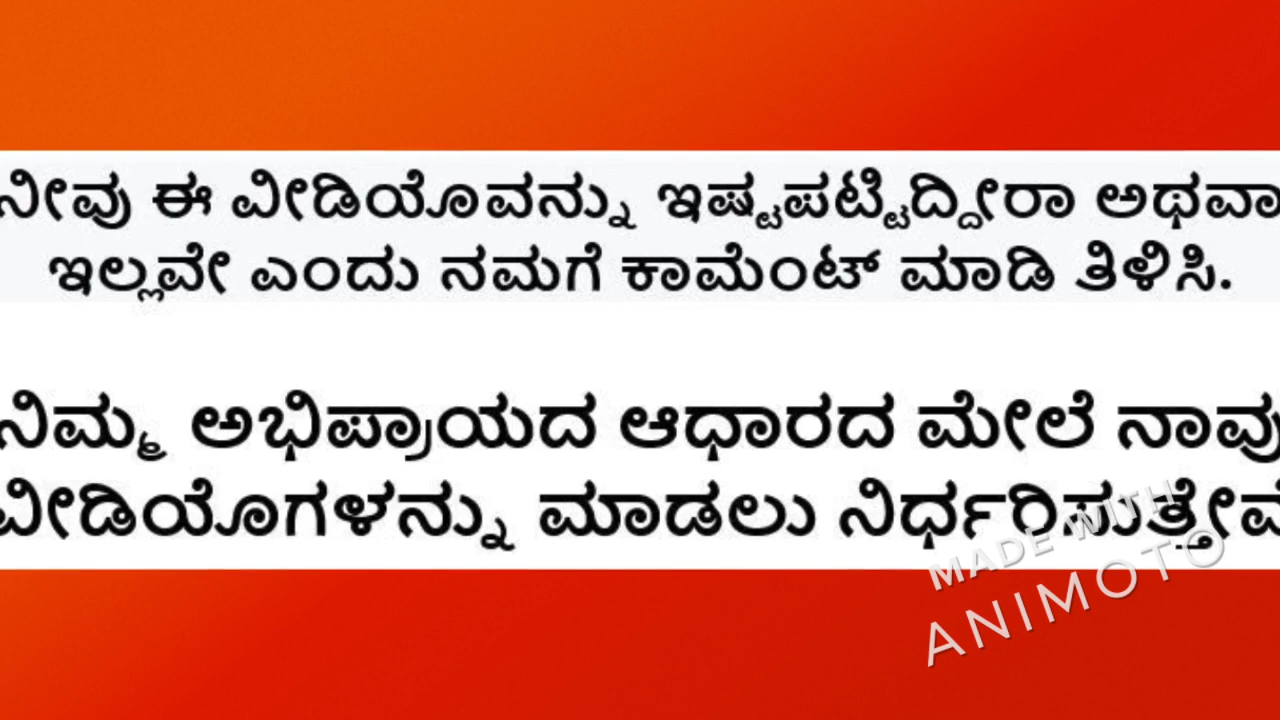 ನೀವು ಈ ವೀಡಿಯೊವನ್ನು ಇಷ್ಟಪಟ್ಟಿದ್ದೀರಾ ಅಥವಾ
ಇಲ್ಲವೇ ಎಂದು ನಮಗೆ ಕಾಮೆಂಟ್ ಮಾಡಿ ತಿಳಿಸಿ.
ನಿಮ್ಮ ಅಭಿಪ್ರಾಯದ ಆಧಾರದ ಮೇಲೆ ನಾವು
ವೀಡಿಯೊಗಳನ್ನು ಮಾಡಲು ನಿರ್ಧರಿಸುತ್ತೇವೆ
MADE WITH
ANIMOTO